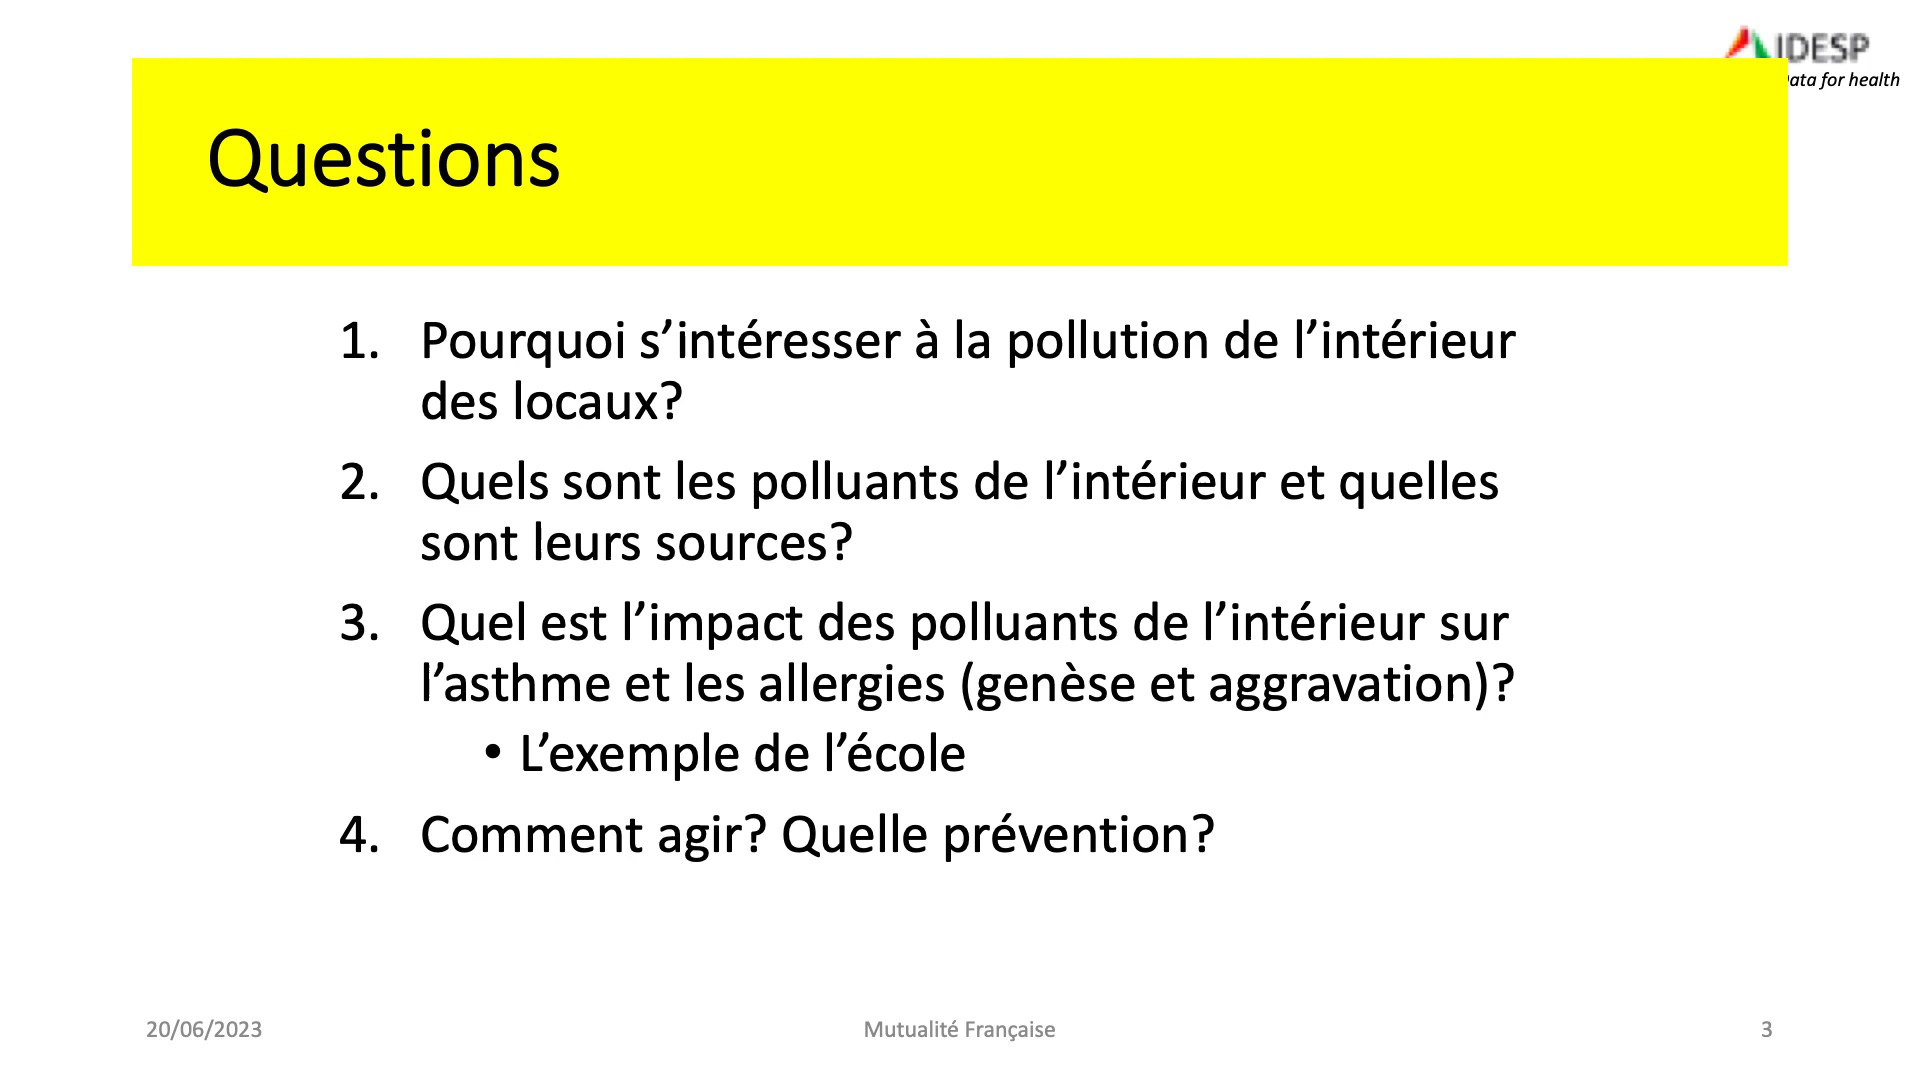 IDESP
ata for health
Questions
1. Pourquoi s’intéresser à la pollution de l’intérieur
des locaux?
2. Quels sont les polluants de l’intérieur et quelles
sont leurs sources?
3. Quel est l’impact des polluants de l’intérieur sur
l’asthme et les allergies (genèse et aggravation)?
• L’exemple de l’école
4. Comment agir? Quelle prévention?
20/06/2023
Mutualité Française
3